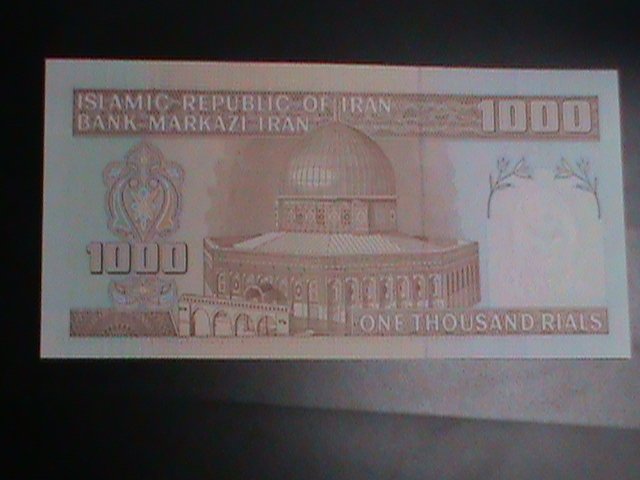 ISLAMIC REPUBLIC OF IRAN
BANK MARKAZI IRAN
1000
1000
ONE THOUSAND RIALS